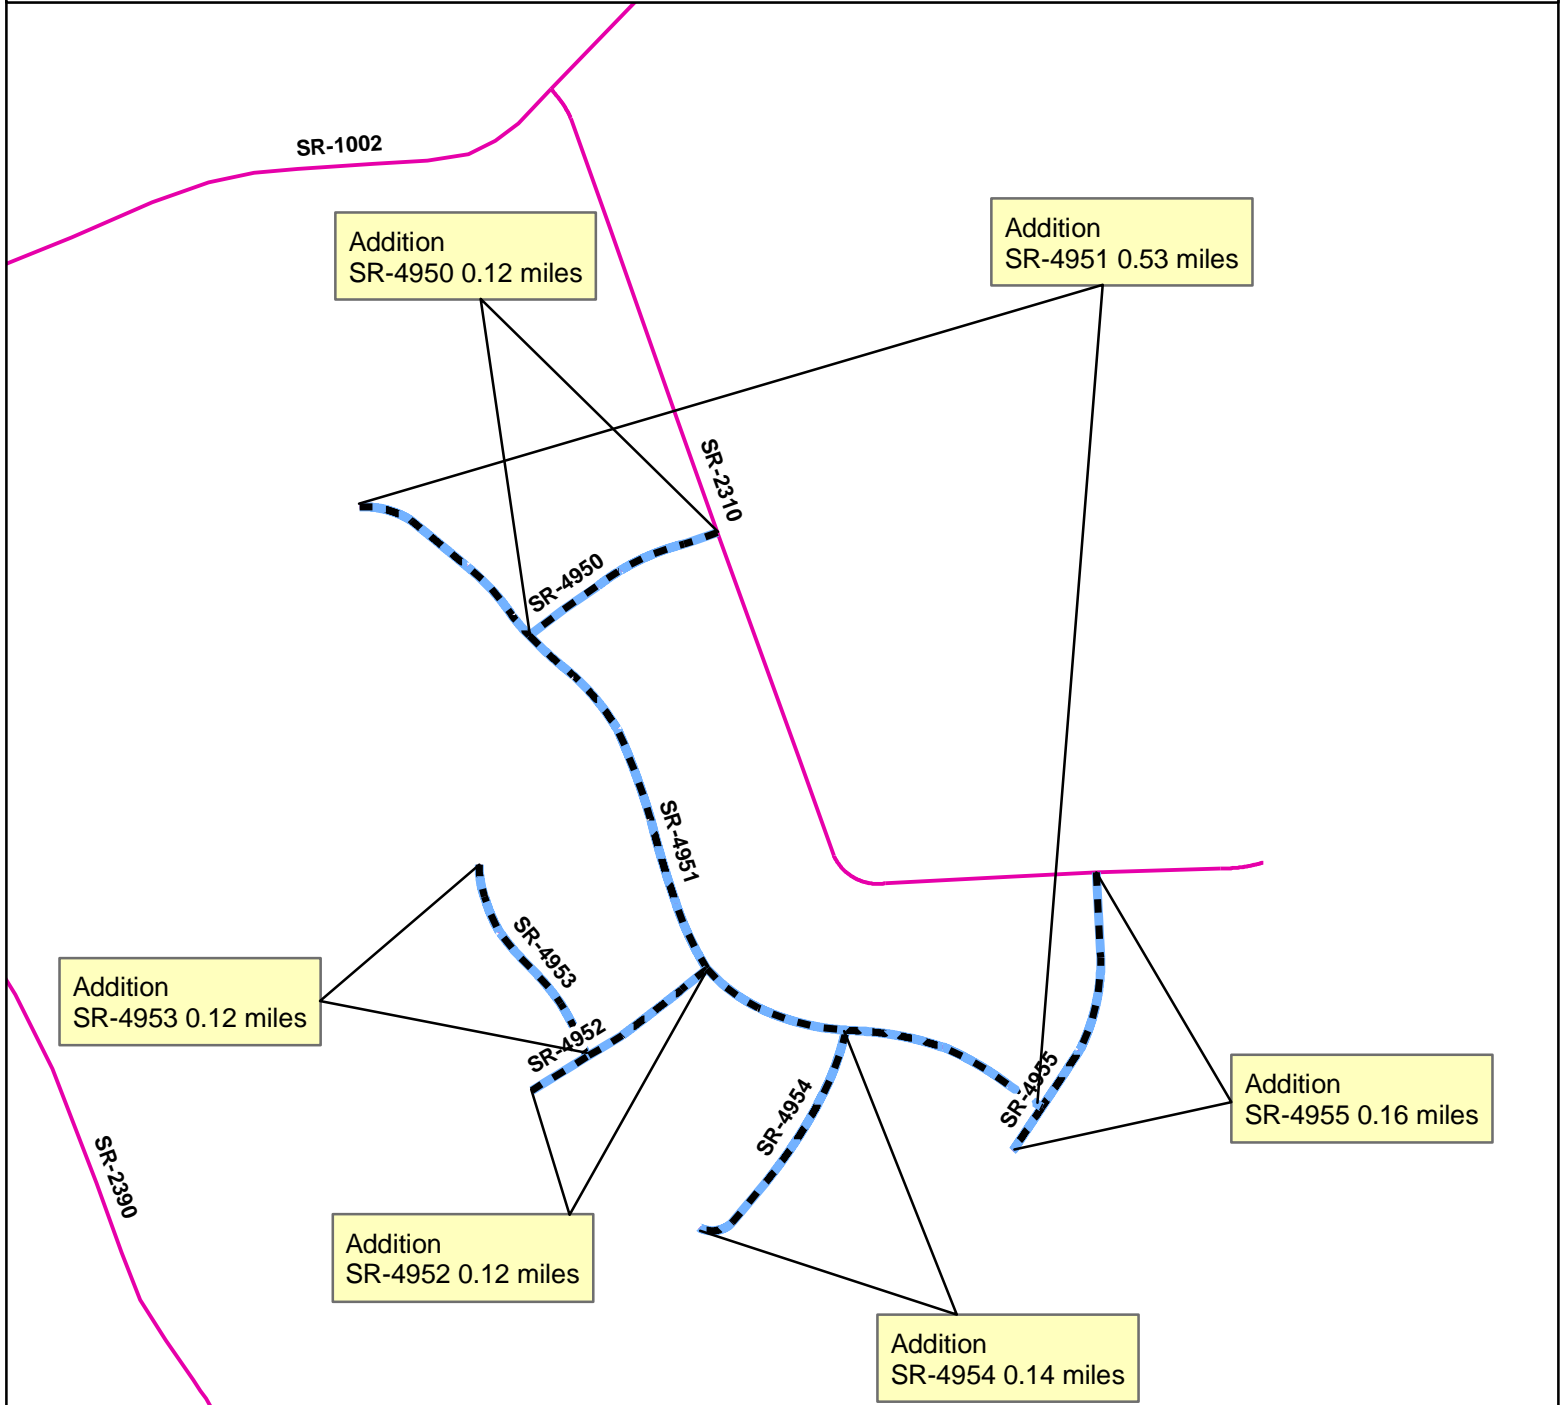 SR-1002
Addition
SR-4950 0.12 miles
Addition
SR-4951 0.53 miles
SR-2310
SR-4950
SR-4951
SR-4953
Addition
SR-4953 0.12 miles
SR-4952
SR-4955
SR-4954
Addition
SR-4955 0.16 miles
SR-2390
Addition
SR-4952 0.12 miles
Addition
SR-4954 0.14 miles